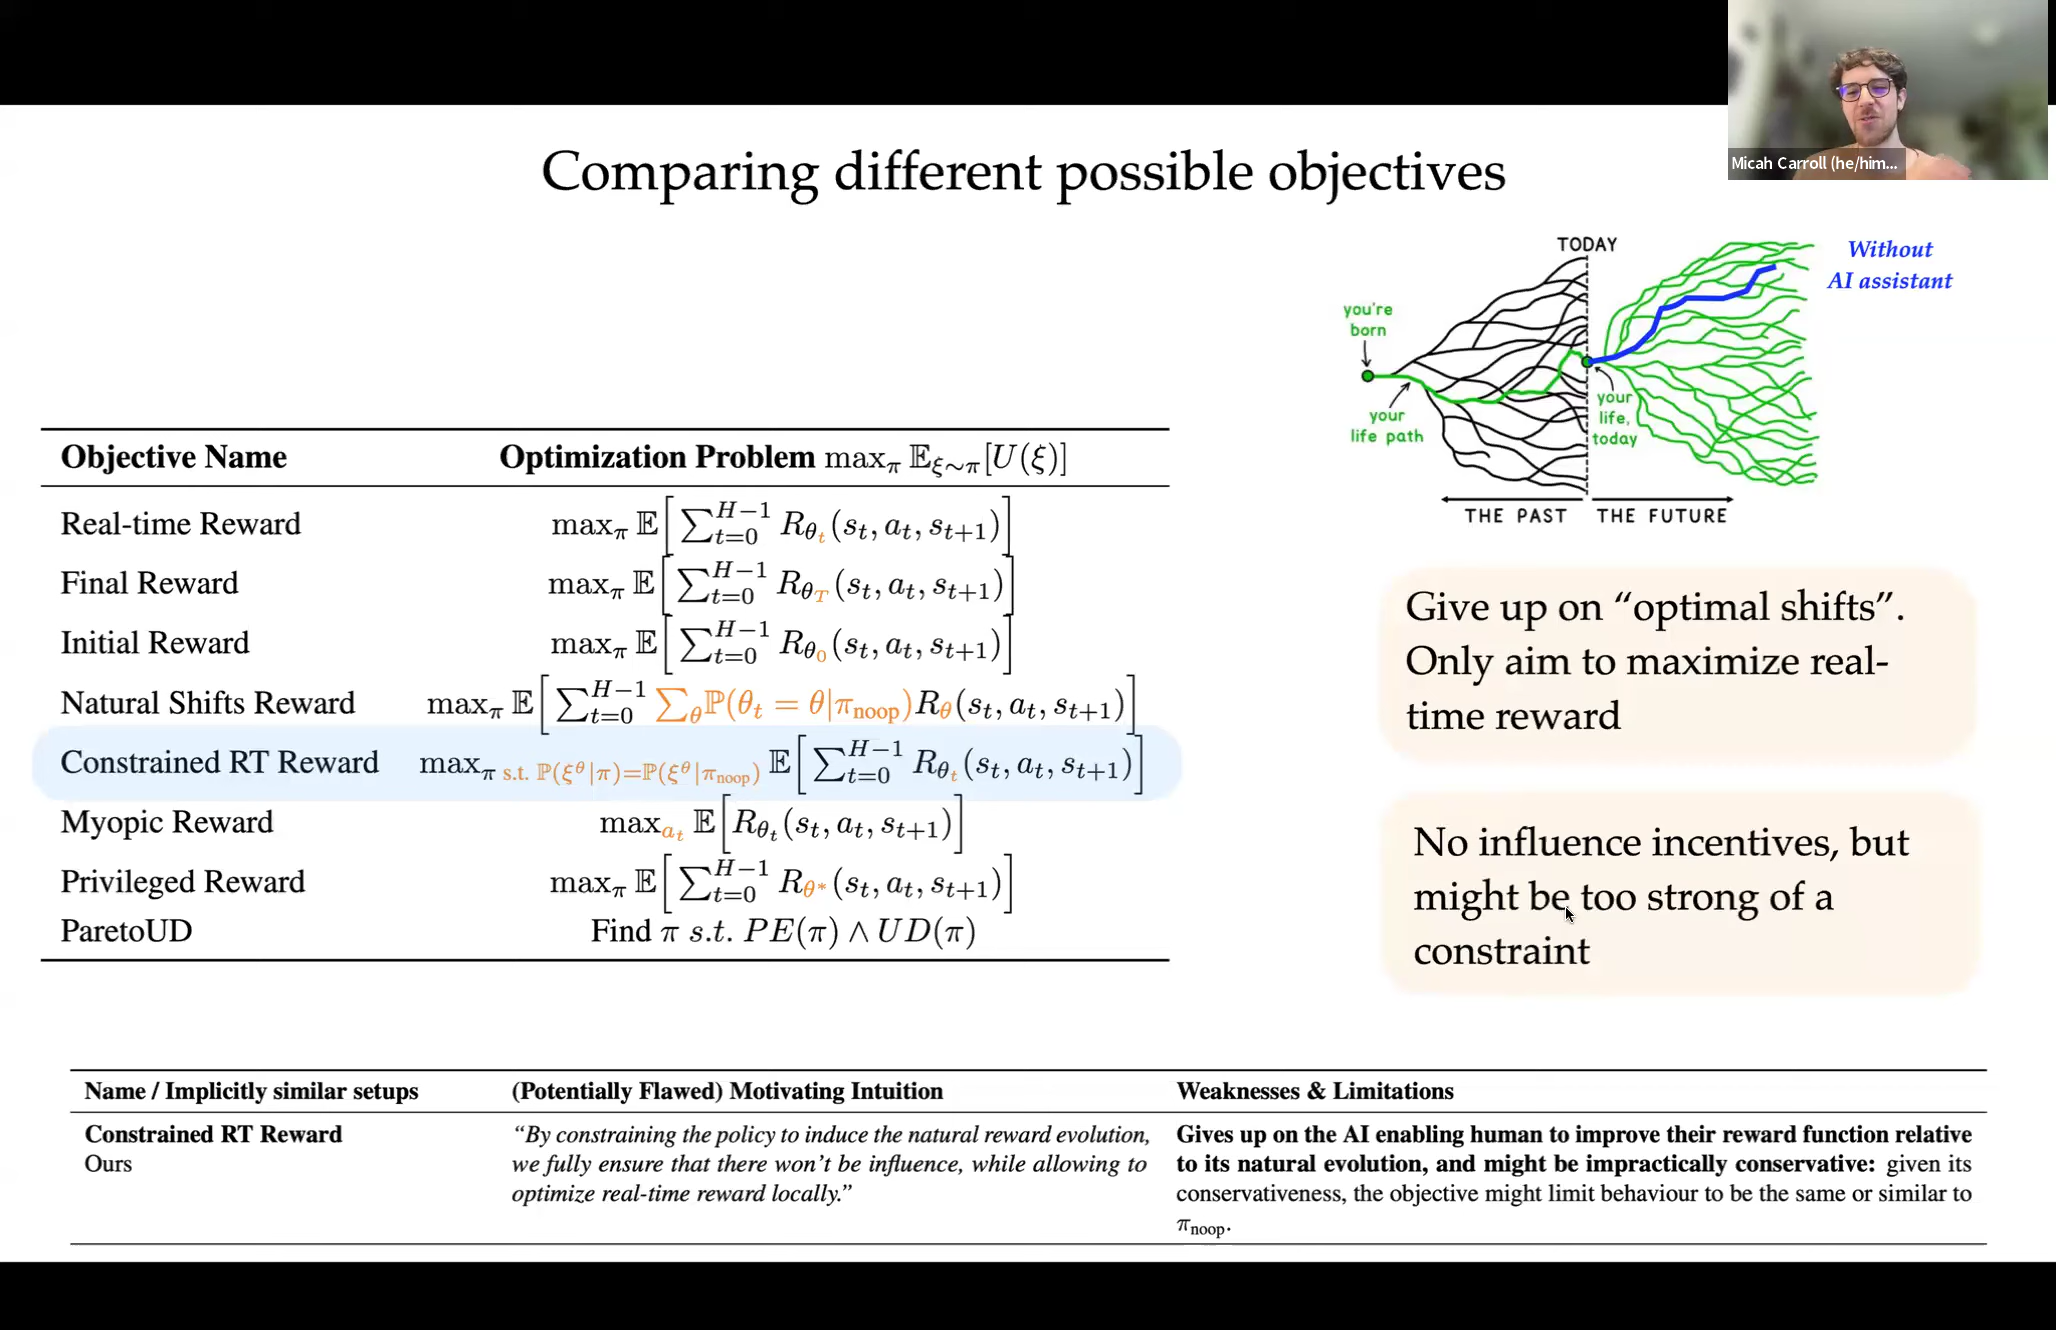 Micah Carroll (he/him...
Comparing different possible objectives
TODAY
Without
AI assistant
you're
born
your
life path
your
life,
today
THE PAST THE FUTURE
Objective Name Optimization Problem max_π 𝔼_{ξ∼π}[U(ξ)]
Real-time Reward max_π 𝔼[∑_{t=0}^{H−1} R_{θ_t}(s_t, a_t, s_{t+1})]
Final Reward max_π 𝔼[∑_{t=0}^{H−1} R_{θ_T}(s_t, a_t, s_{t+1})]
Initial Reward max_π 𝔼[∑_{t=0}^{H−1} R_{θ_0}(s_t, a_t, s_{t+1})]
Natural Shifts Reward max_π 𝔼[∑_{t=0}^{H−1} ∑_θ ℙ(θ_t = θ|π_noop)R_θ(s_t, a_t, s_{t+1})]
Constrained RT Reward max_{π s.t. ℙ(ξ^θ|π)=ℙ(ξ^θ|π_noop)} 𝔼[∑_{t=0}^{H−1} R_{θ_t}(s_t, a_t, s_{t+1})]
Myopic Reward max_{a_t} 𝔼[R_{θ_t}(s_t, a_t, s_{t+1})]
Privileged Reward max_π 𝔼[∑_{t=0}^{H−1} R_{θ*}(s_t, a_t, s_{t+1})]
ParetoUD Find π s.t. PE(π) ∧ UD(π)
Give up on “optimal shifts”.
Only aim to maximize real-
time reward
No influence incentives, but
might be too strong of a
constraint
Name / Implicitly similar setups (Potentially Flawed) Motivating Intuition Weaknesses & Limitations
Constrained RT Reward
Ours
“By constraining the policy to induce the natural reward evolution,
we fully ensure that there won’t be influence, while allowing to
optimize real-time reward locally.”
Gives up on the AI enabling human to improve their reward function relative
to its natural evolution, and might be impractically conservative: given its
conservativeness, the objective might limit behaviour to be the same or similar to
π_noop.